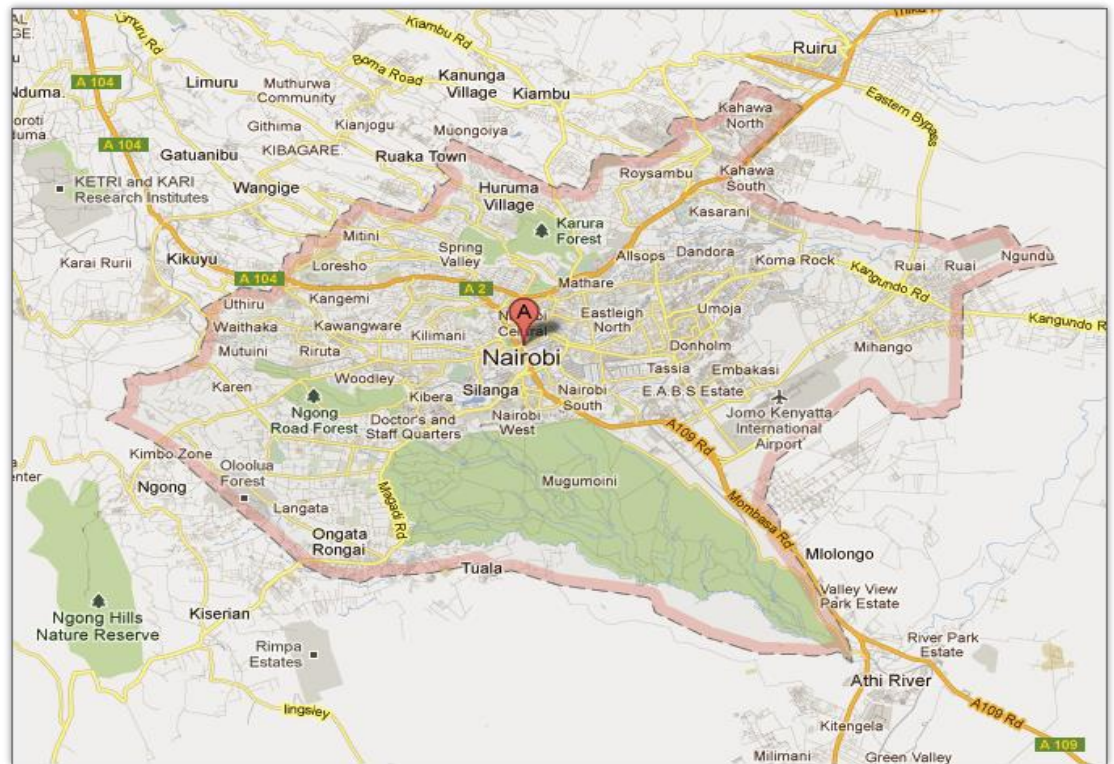 Limuru Rd
Kiambu Rd
Ruiru
A 104
Limuru
Muthurwa
Community
Boma Road
Kanunga
Village
Kiambu
Nduma.
Eastern Bypass
Kahawa
North
Githima
Kianjogu
Muongoiya
A 104
Gatuanibu
KIBAGARE.
Ruaka Town
KETRI and KARI
Research Institutes
Wangige
Huruma
Village
Roysambu
Kahawa
South
Kasarani
Karura
Forest
Mitini
Spring
Valley
Allsops
Dandora
Karai Rurii
Kikuyu
Loresho
Koma Rock
Ruai
Ruai
Ngundu
A 104
A 2
Mathare
Kangundo Rd
Uthiru
Kangemi
A
Eastleigh
North
Umoja
Waithaka
Kawangware
Kilimani
Central
Kangundo R
Mutuini
Riruta
Nairobi
Donholm
Mihango
Karen
Woodley
Silanga
Tassia
Embakasi
Kibera
Nairobi
South
E.A.B.S Estate
Ngong
Road Forest
Doctor's and
Staff Quarters
Nairobi
West
Jomo Kenyatta
International
Airport
A109 Rd
Kimbo Zone
Oloolua
Forest
Ngong
Mugumoini
Langata
Magadi Rd
Mombasa Rd
Ongata
Rongai
Tuala
Mlolongo
Valley View
Park Estate
Ngong Hills
Nature Reserve
Kiserian
Rimpa
Estates
River Park
Estate
Athi River
lingsley
A109 Rd
Kitengela
A 109
Milimani
Green Valley